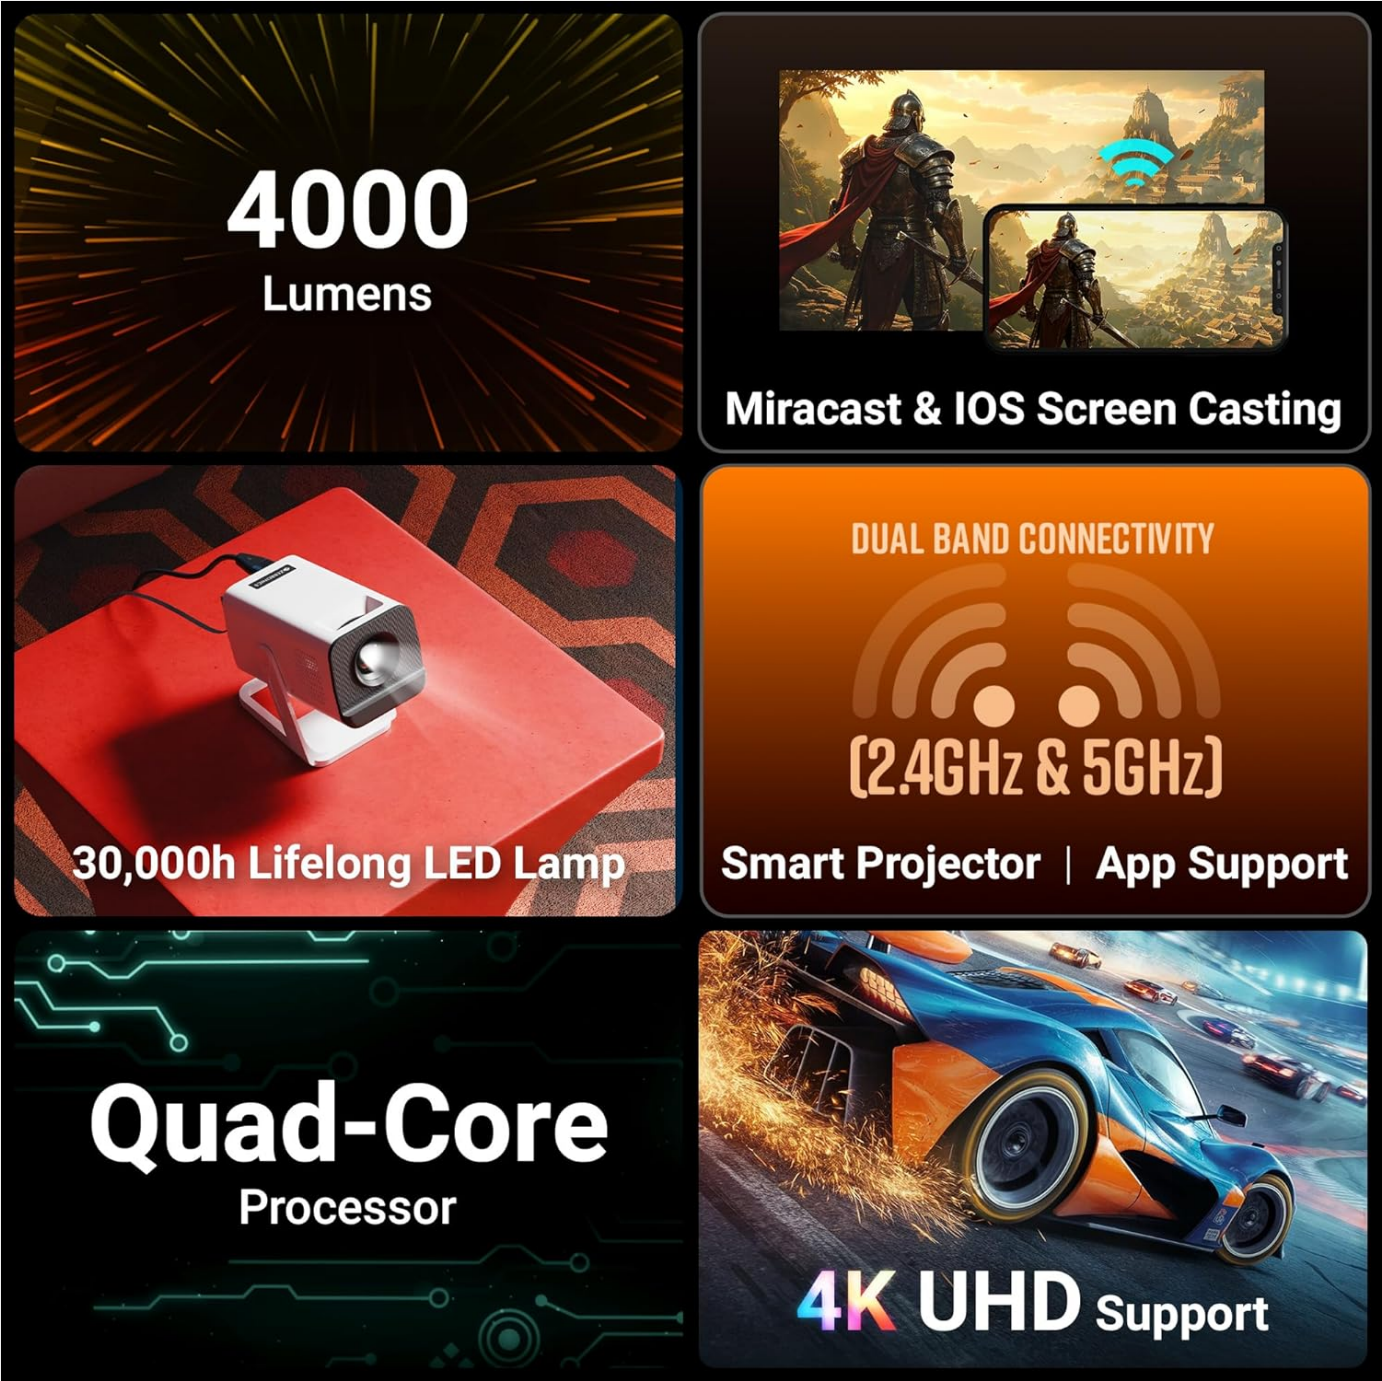 4000
Lumens
Miracast & IOS Screen Casting
ZEBRONICS
30,000h Lifelong LED Lamp
DUAL BAND CONNECTIVITY
(2.4GHz & 5GHz)
Smart Projector | App Support
Quad-Core
Processor
4K UHD Support